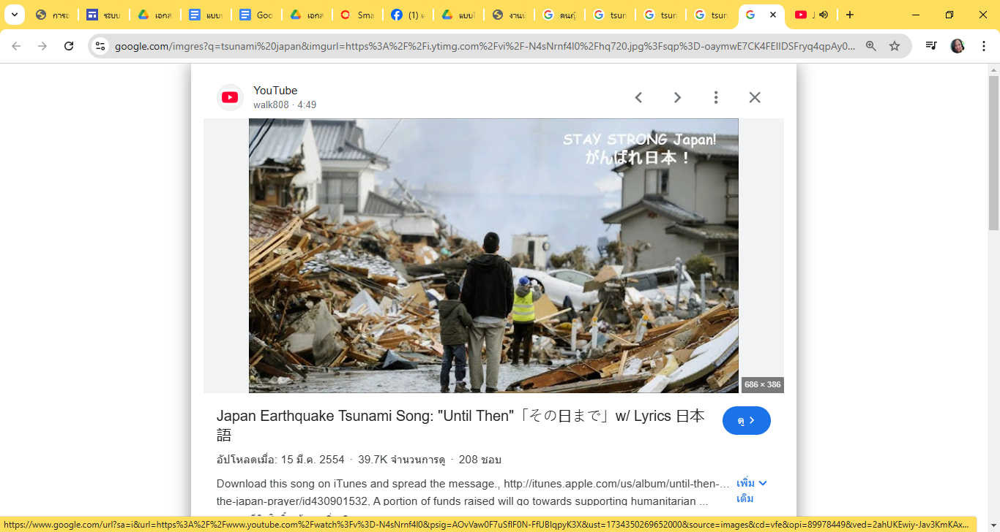 การอ
ระบบ
เอกส
แบบป
Goo
เอกส
Sma
(1) แ
แบบใ
งานป
คนญี่
tsun
tsun
tsun
google.com/imgres?q=tsunami%20japan&imgurl=https%3A%2F%2Fi.ytimg.com%2Fvi%2F-N4sNrnf4l0%2Fhq720.jpg%3Fsqp%3D-oaymwE7CK4FEIIDSFryq4qpAy0...
YouTube
walk808 · 4:49
STAY STRONG Japan!
がんばれ日本！
686 × 386
Japan Earthquake Tsunami Song: "Until Then"「その日まで」w/ Lyrics 日本
語
ดู
อัปโหลดเมื่อ: 15 มี.ค. 2554 · 39.7K จำนวนการดู · 208 ชอบ
Download this song on iTunes and spread the message., http://itunes.apple.com/us/album/until-then-... เพิ่ม
the-japan-prayer/id430901532. A portion of funds raised will go towards supporting humanitarian ... เติม
https://www.google.com/url?sa=i&url=https%3A%2F%2Fwww.youtube.com%2Fwatch%3Fv%3D-N4sNrnf4l0&psig=AOvVaw0F7uSflF0N-FfUBIqpyK3X&ust=1734350269652000&source=images&cd=vfe&opi=89978449&ved=2ahUKEwiy-Jav3KmKAx...